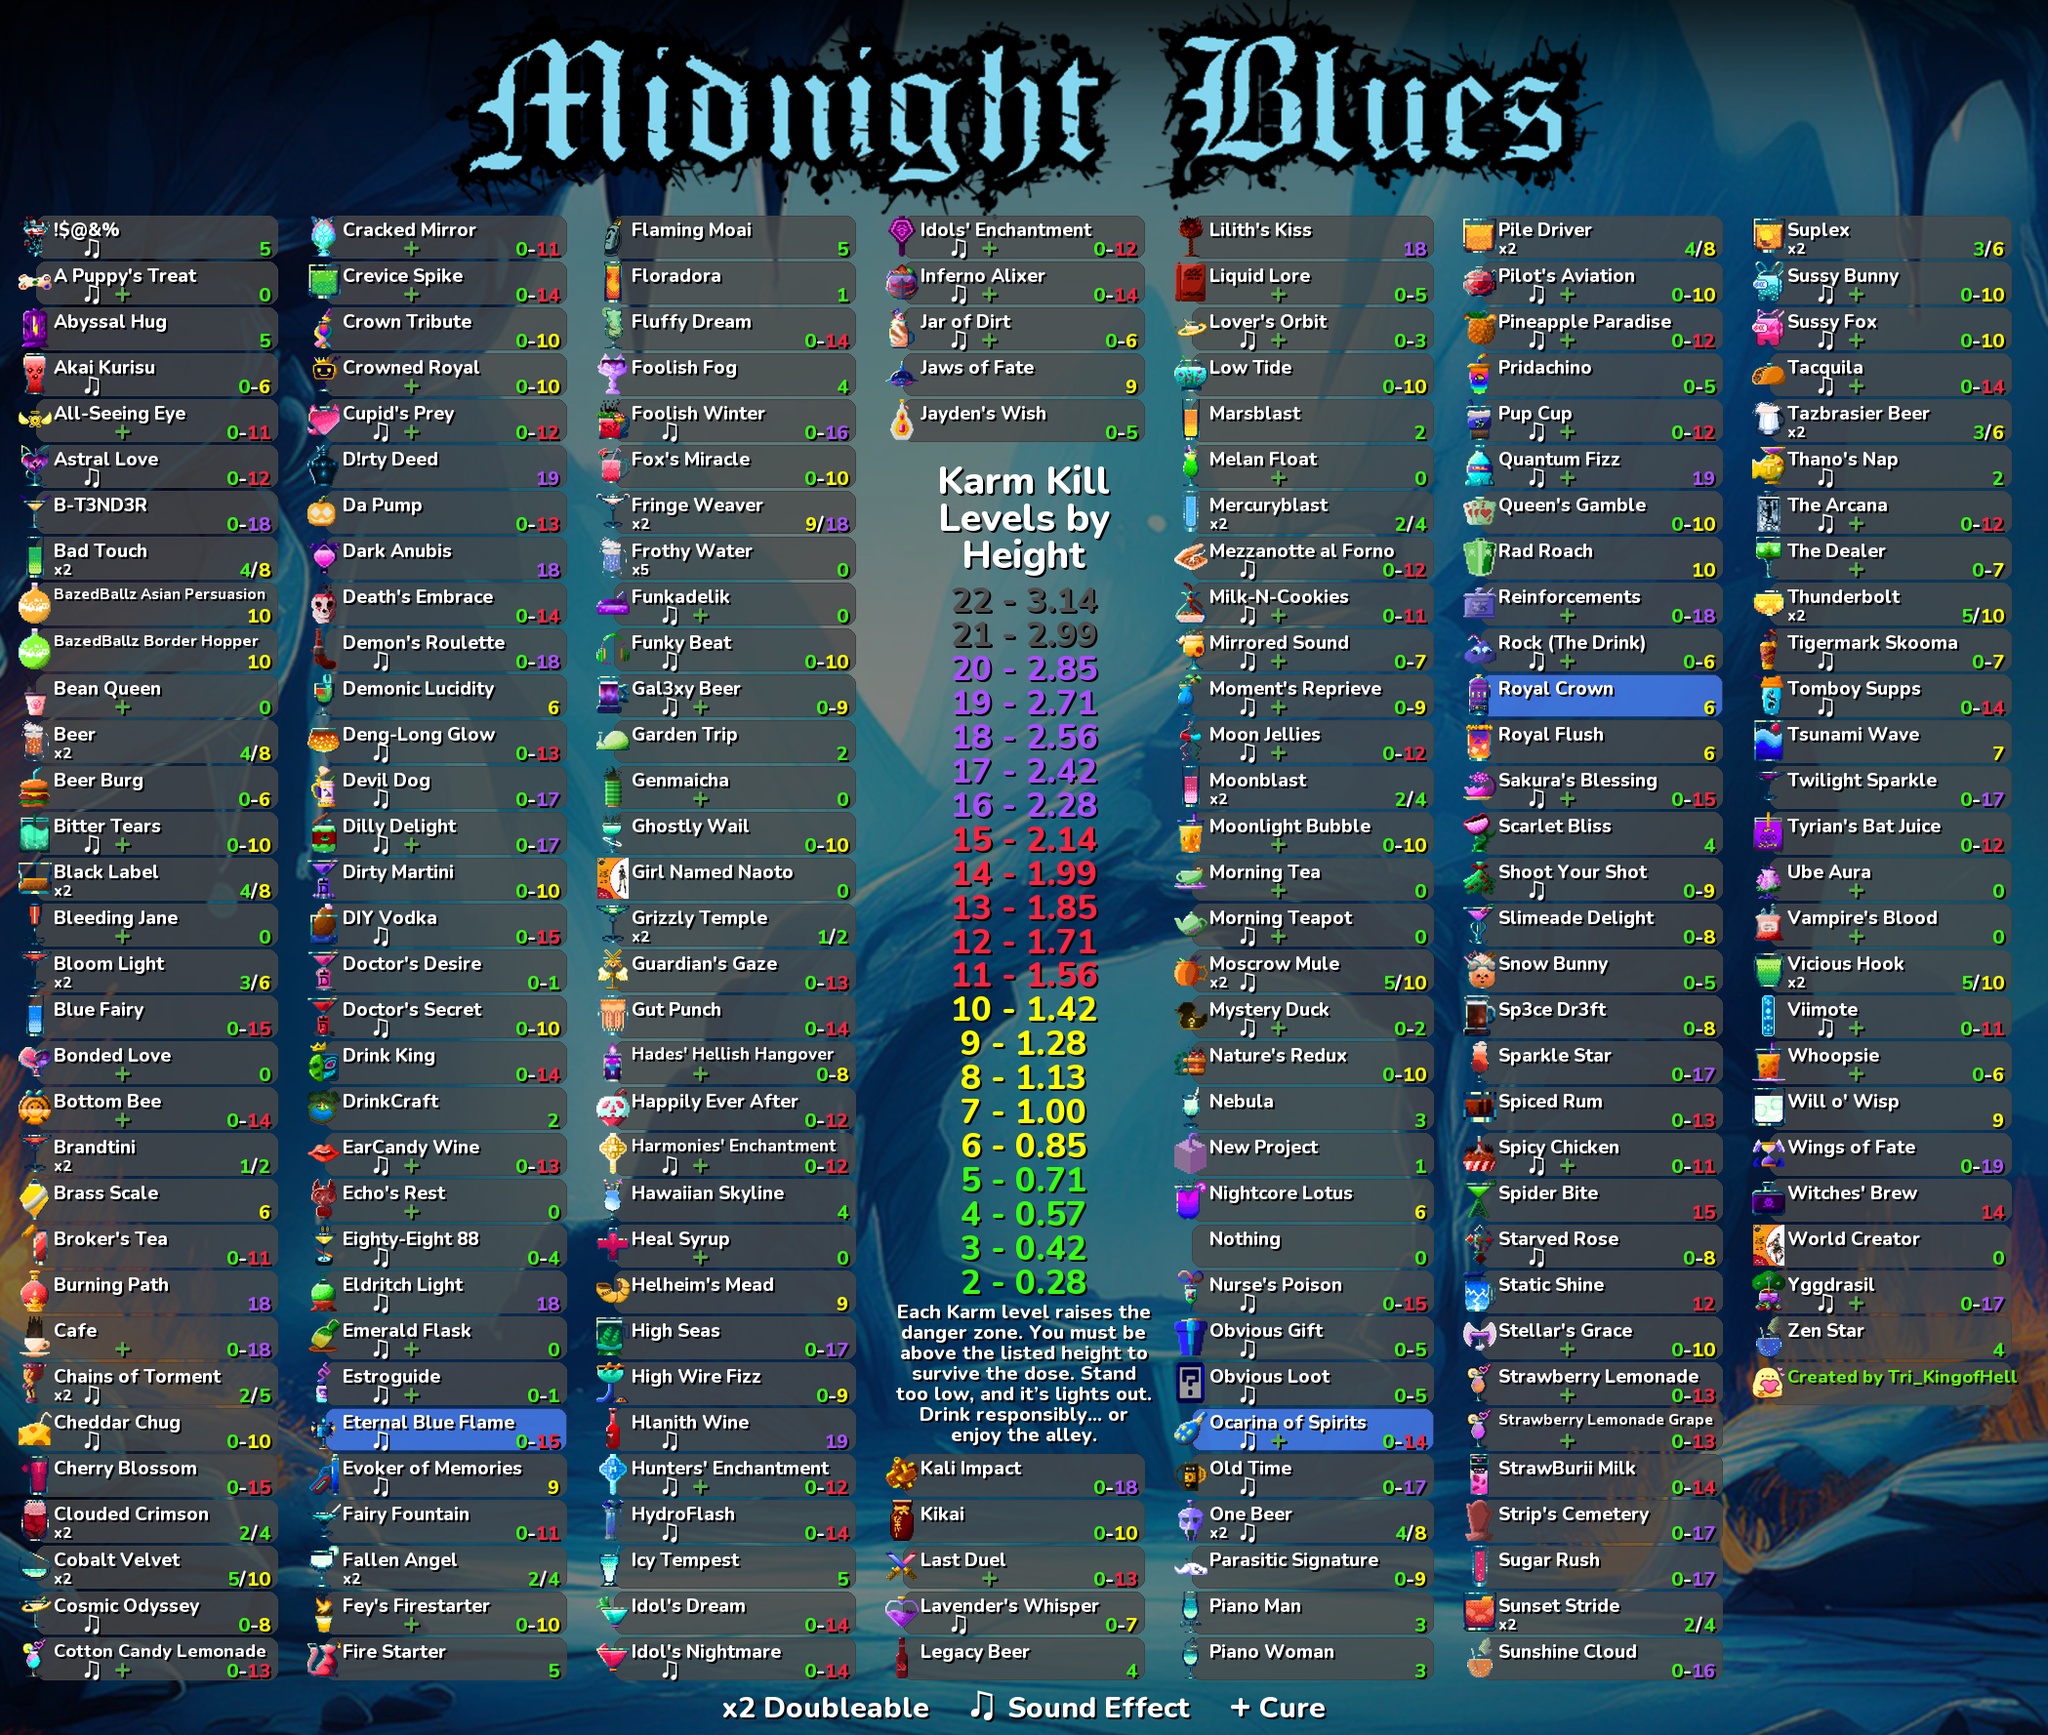 Midnight Blues
!$@&%
♫ 5
A Puppy's Treat
♫ + 0
Abyssal Hug
5
Akai Kurisu
♫ 0-6
All-Seeing Eye
+ 0-11
Astral Love
♫ 0-12
B-T3ND3R
0-18
Bad Touch
x2 4/8
BazedBallz Asian Persuasion
10
BazedBallz Border Hopper
10
Bean Queen
+ 0
Beer
x2 4/8
Beer Burg
0-6
Bitter Tears
♫ + 0-10
Black Label
x2 4/8
Bleeding Jane
+ 0
Bloom Light
x2 3/6
Blue Fairy
0-15
Bonded Love
+ 0
Bottom Bee
+ 0-14
Brandtini
x2 1/2
Brass Scale
6
Broker's Tea
0-11
Burning Path
18
Cafe
+ 0-18
Chains of Torment
x2 ♫ 2/5
Cheddar Chug
♫ 0-10
Cherry Blossom
0-15
Clouded Crimson
x2 2/4
Cobalt Velvet
x2 5/10
Cosmic Odyssey
♫ 0-8
Cotton Candy Lemonade
♫ + 0-13
Cracked Mirror
+ 0-11
Crevice Spike
+ 0-14
Crown Tribute
0-10
Crowned Royal
+ 0-10
Cupid's Prey
♫ + 0-12
D!rty Deed
19
Da Pump
0-13
Dark Anubis
18
Death's Embrace
0-14
Demon's Roulette
♫ 0-18
Demonic Lucidity
6
Deng-Long Glow
♫ 0-13
Devil Dog
♫ 0-17
Dilly Delight
♫ + 0-17
Dirty Martini
0-10
DIY Vodka
♫ 0-15
Doctor's Desire
0-1
Doctor's Secret
♫ 0-10
Drink King
0-14
DrinkCraft
2
EarCandy Wine
♫ + 0-13
Echo's Rest
+ 0
Eighty-Eight 88
♫ 0-4
Eldritch Light
♫ 18
Emerald Flask
♫ + 0
Estroguide
♫ + 0-1
Eternal Blue Flame
♫ 0-15
Evoker of Memories
♫ 9
Fairy Fountain
0-11
Fallen Angel
x2 2/4
Fey's Firestarter
+ 0-10
Fire Starter
5
Flaming Moai
5
Floradora
1
Fluffy Dream
0-14
Foolish Fog
4
Foolish Winter
♫ 0-16
Fox's Miracle
0-10
Fringe Weaver
x2 9/18
Frothy Water
x5 0
Funkadelik
♫ + 0
Funky Beat
♫ 0-10
Gal3xy Beer
♫ + 0-9
Garden Trip
2
Genmaicha
+ 0
Ghostly Wail
0-10
Girl Named Naoto
0
Grizzly Temple
x2 1/2
Guardian's Gaze
0-13
Gut Punch
0-14
Hades' Hellish Hangover
+ 0-8
Happily Ever After
0-12
Harmonies' Enchantment
♫ + 0-12
Hawaiian Skyline
4
Heal Syrup
+ 0
Helheim's Mead
9
High Seas
0-17
High Wire Fizz
0-9
Hlanith Wine
♫ 19
Hunters' Enchantment
♫ + 0-12
HydroFlash
♫ 0-14
Icy Tempest
5
Idol's Dream
0-14
Idol's Nightmare
♫ 0-14
Idols' Enchantment
♫ + 0-12
Inferno Alixer
♫ + 0-14
Jar of Dirt
♫ + 0-6
Jaws of Fate
9
Jayden's Wish
0-5
Karm Kill
Levels by
Height
22 - 3.14
21 - 2.99
20 - 2.85
19 - 2.71
18 - 2.56
17 - 2.42
16 - 2.28
15 - 2.14
14 - 1.99
13 - 1.85
12 - 1.71
11 - 1.56
10 - 1.42
9 - 1.28
8 - 1.13
7 - 1.00
6 - 0.85
5 - 0.71
4 - 0.57
3 - 0.42
2 - 0.28
Each Karm level raises the
danger zone. You must be
above the listed height to
survive the dose. Stand
too low, and it's lights out.
Drink responsibly... or
enjoy the alley.
Kali Impact
0-18
Kikai
0-10
Last Duel
+ 0-13
Lavender's Whisper
♫ 0-7
Legacy Beer
4
Lilith's Kiss
18
Liquid Lore
+ 0-5
Lover's Orbit
♫ + 0-3
Low Tide
0-10
Marsblast
2
Melan Float
+ 0
Mercuryblast
x2 2/4
Mezzanotte al Forno
♫ 0-12
Milk-N-Cookies
+ 0-11
Mirrored Sound
♫ + 0-7
Moment's Reprieve
♫ + 0-9
Moon Jellies
♫ + 0-12
Moonblast
x2 2/4
Moonlight Bubble
+ 0-10
Morning Tea
+ 0
Morning Teapot
♫ + 0
Moscrow Mule
x2 ♫ 5/10
Mystery Duck
♫ + 0-2
Nature's Redux
0-10
Nebula
3
New Project
1
Nightcore Lotus
6
Nothing
0
Nurse's Poison
♫ 0-15
Obvious Gift
♫ 0-5
Obvious Loot
♫ 0-5
Ocarina of Spirits
♫ + 0-14
Old Time
♫ 0-17
One Beer
x2 ♫ 4/8
Parasitic Signature
0-9
Piano Man
3
Piano Woman
3
Pile Driver
x2 4/8
Pilot's Aviation
♫ + 0-10
Pineapple Paradise
♫ + 0-12
Pridachino
0-5
Pup Cup
♫ + 0-12
Quantum Fizz
♫ + 19
Queen's Gamble
0-10
Rad Roach
10
Reinforcements
+ 0-18
Rock (The Drink)
♫ + 0-6
Royal Crown
6
Royal Flush
6
Sakura's Blessing
♫ + 0-15
Scarlet Bliss
4
Shoot Your Shot
♫ 0-9
Slimeade Delight
0-8
Snow Bunny
0-5
Sp3ce Dr3ft
0-8
Sparkle Star
0-17
Spiced Rum
0-13
Spicy Chicken
♫ + 0-11
Spider Bite
15
Starved Rose
♫ 0-8
Static Shine
12
Stellar's Grace
+ 0-10
Strawberry Lemonade
+ 0-13
Strawberry Lemonade Grape
+ 0-13
StrawBurii Milk
0-14
Strip's Cemetery
0-17
Sugar Rush
0-17
Sunset Stride
x2 2/4
Sunshine Cloud
0-16
Suplex
x2 3/6
Sussy Bunny
♫ + 0-10
Sussy Fox
♫ + 0-10
Tacquila
♫ + 0-14
Tazbrasier Beer
x2 3/6
Thano's Nap
♫ 2
The Arcana
♫ + 0-12
The Dealer
+ 0-7
Thunderbolt
x2 5/10
Tigermark Skooma
♫ 0-7
Tomboy Supps
♫ 0-14
Tsunami Wave
7
Twilight Sparkle
0-17
Tyrian's Bat Juice
0-12
Ube Aura
+ 0
Vampire's Blood
+ 0
Vicious Hook
x2 5/10
Viimote
♫ + 0-11
Whoopsie
+ 0-6
Will o' Wisp
9
Wings of Fate
0-19
Witches' Brew
14
World Creator
0
Yggdrasil
♫ + 0-17
Zen Star
4
Created by Tri_KingofHell
x2 Doubleable ♫ Sound Effect + Cure